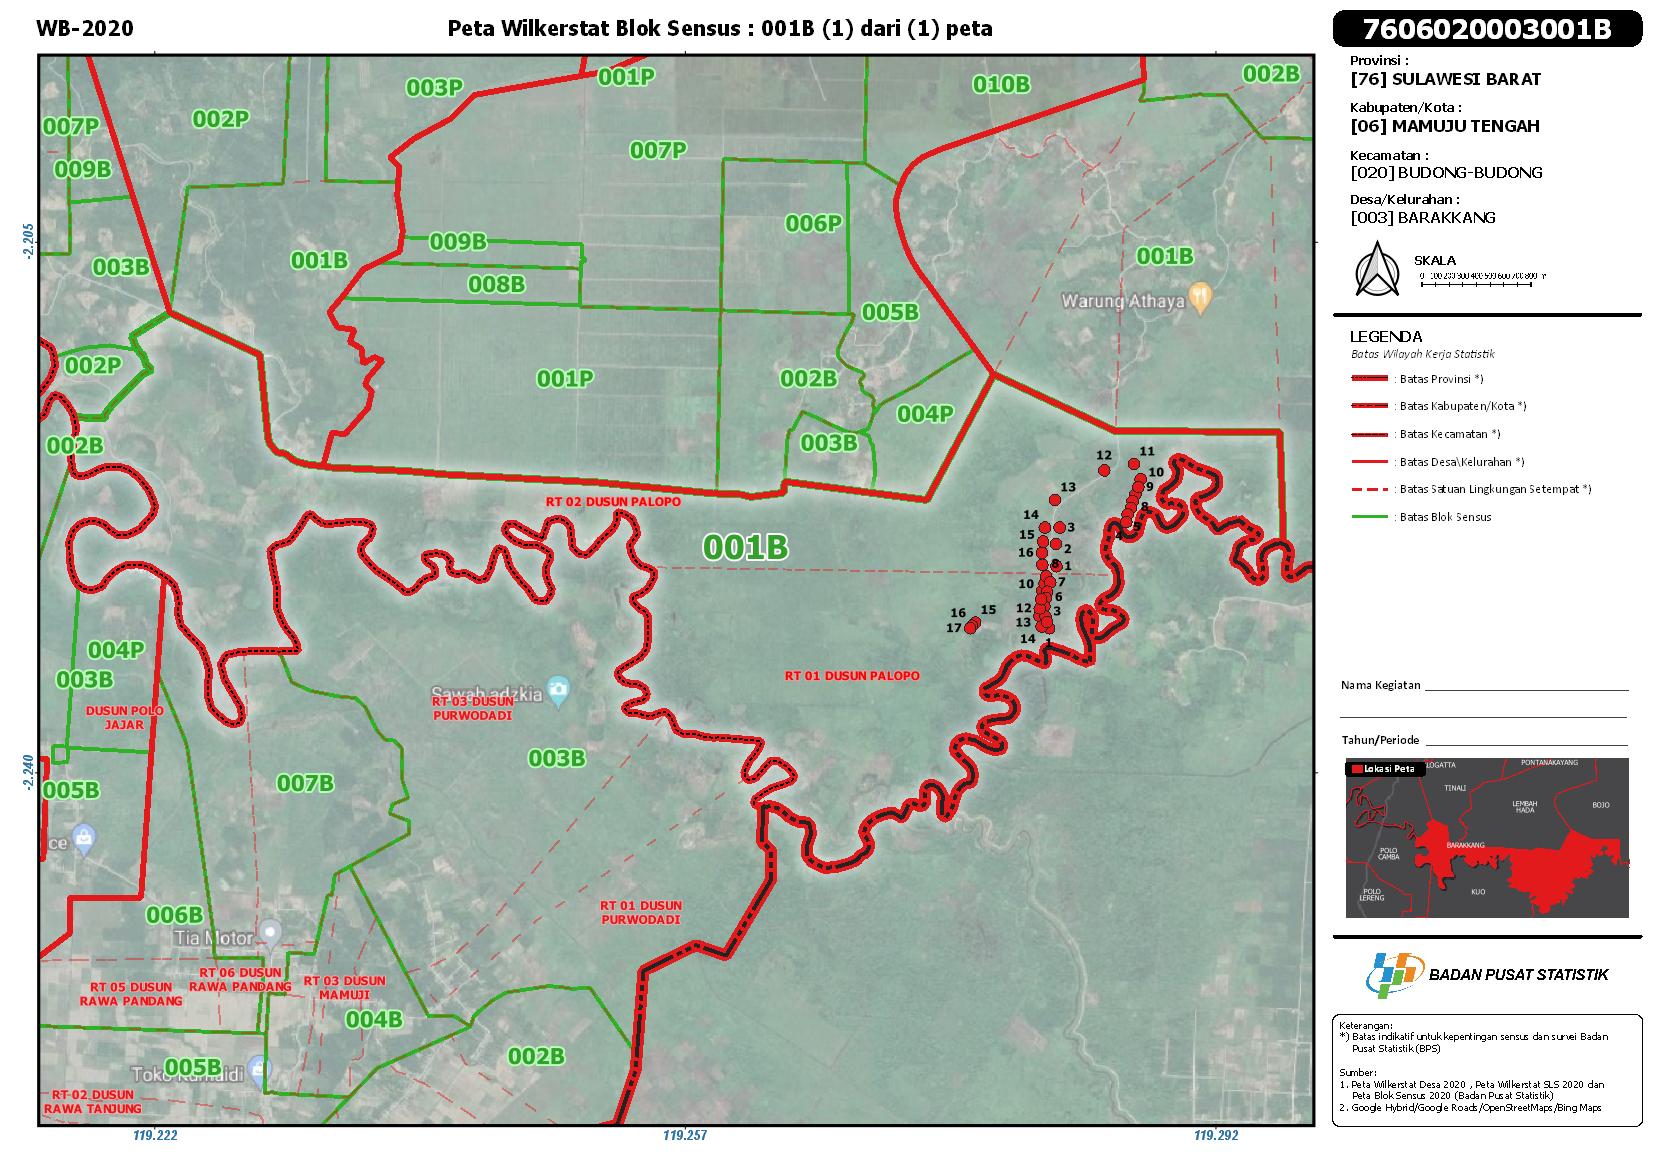 WB-2020
Peta Wilkerstat Blok Sensus : 001B (1) dari (1) peta
7606020003001B
Provinsi :
[76] SULAWESI BARAT
Kabupaten/Kota :
[06] MAMUJU TENGAH
Kecamatan :
[020] BUDONG-BUDONG
Desa/Kelurahan :
[003] BARAKKANG
SKALA
LEGENDA
Batas Wilayah Kerja Statistik
: Batas Provinsi *)
: Batas Kabupaten/Kota *)
: Batas Kecamatan *)
: Batas Desa\Kelurahan *)
: Batas Satuan Lingkungan Setempat *)
: Batas Blok Sensus
Nama Kegiatan
Tahun/Periode
Lokasi Peta
LOGATTA
PONTANAKAYANG
TINALI
LEMBAH
HADA
BOJO
BARAKKANG
POLO
CAMBA
POLO
LERENG
KUO
BADAN PUSAT STATISTIK
Keterangan:
*) Batas indikatif untuk kepentingan sensus dan survei Badan
Pusat Statistik (BPS)
Sumber:
1. Peta Wilkerstat Desa 2020 , Peta Wilkerstat SLS 2020 dan
Peta Blok Sensus 2020 (Badan Pusat Statistik)
2. Google Hybrid/Google Roads/OpenStreetMaps/Bing Maps
003P
001P
010B
002B
007P
002P
007P
009B
006P
009B
001B
001B
003B
008B
Warung Athaya
005B
002P
001P
002B
004P
002B
003B
12
11
10
9
8
5
4
13
14
3
15
2
16
8
1
10
7
6
12
3
13
14
1
16
15
17
RT 02 DUSUN PALOPO
001B
004P
003B
RT 01 DUSUN PALOPO
DUSUN POLO
JAJAR
Sawah adzkia
RT 03 DUSUN
PURWODADI
003B
007B
005B
ce
006B
RT 01 DUSUN
PURWODADI
Tia Motor
RT 06 DUSUN
RAWA PANDANG
RT 05 DUSUN
RAWA PANDANG
RT 03 DUSUN
MAMUJI
004B
002B
005B
RT 02 DUSUN
RAWA TANJUNG
-2.205
-2.240
119.222
119.257
119.292